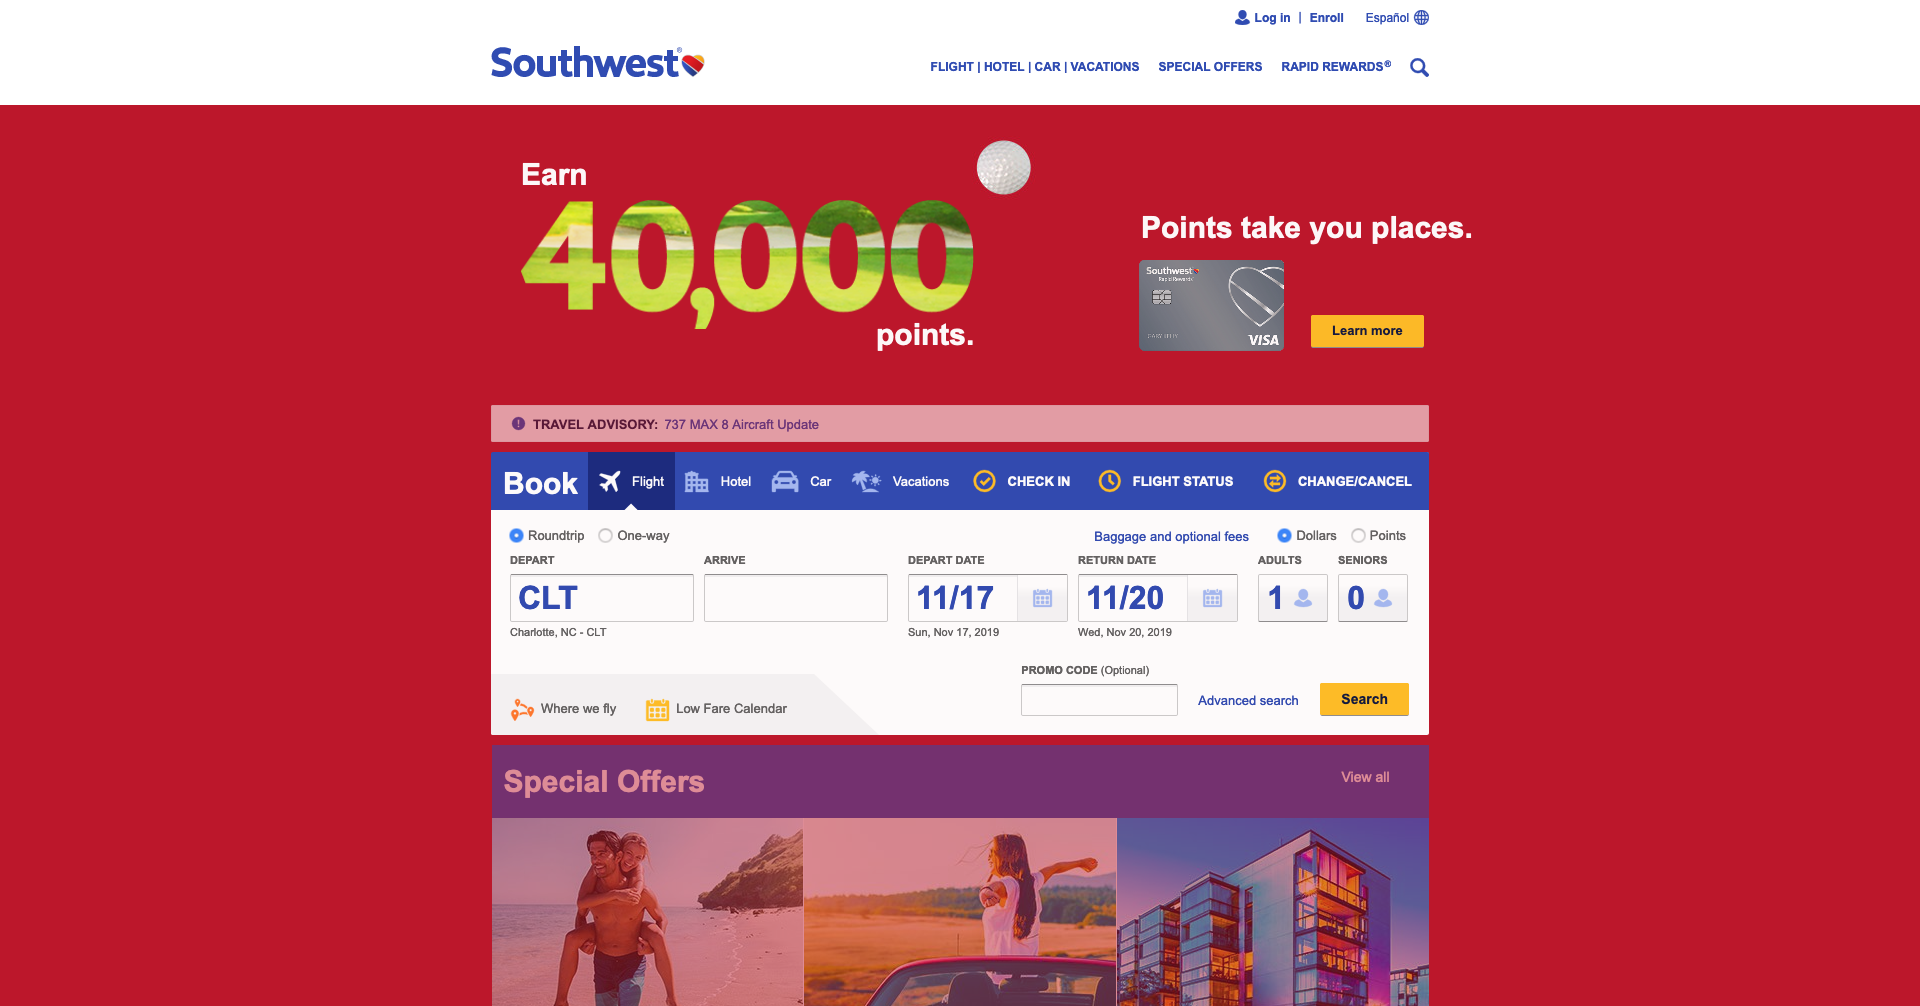 Log in | Enroll Español
Southwest®
FLIGHT | HOTEL | CAR | VACATIONS SPECIAL OFFERS RAPID REWARDS®
Earn
40,000
points.
Points take you places.
Southwest
Rapid Rewards
VISA
Learn more
TRAVEL ADVISORY: 737 MAX 8 Aircraft Update
Book Flight Hotel Car Vacations CHECK IN FLIGHT STATUS CHANGE/CANCEL
Roundtrip One-way Baggage and optional fees Dollars Points
DEPART ARRIVE DEPART DATE RETURN DATE ADULTS SENIORS
CLT 11/17 11/20 1 0
Charlotte, NC - CLT Sun, Nov 17, 2019 Wed, Nov 20, 2019
PROMO CODE (Optional)
Where we fly Low Fare Calendar Advanced search Search
Special Offers View all